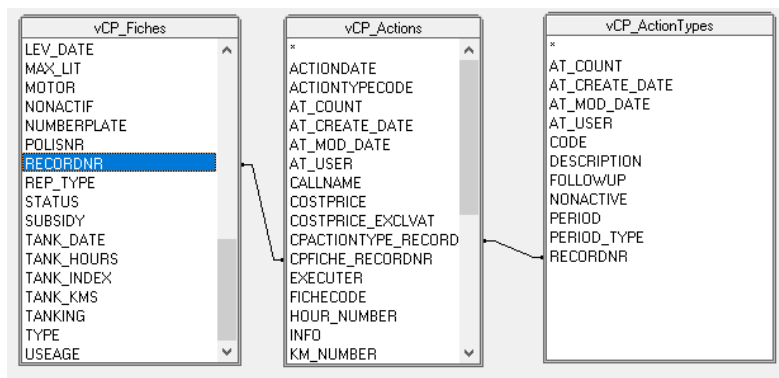 vCP_Fiches
LEV_DATE
MAX_LIT
MOTOR
NONACTIF
NUMBERPLATE
POLISNR
RECORDNR
REP_TYPE
STATUS
SUBSIDY
TANK_DATE
TANK_HOURS
TANK_INDEX
TANK_KMS
TANKING
TYPE
USEAGE
vCP_Actions
*
ACTIONDATE
ACTIONTYPECODE
AT_COUNT
AT_CREATE_DATE
AT_MOD_DATE
AT_USER
CALLNAME
COSTPRICE
COSTPRICE_EXCLVAT
CPACTIONTYPE_RECORD
CPFICHE_RECORDNR
EXECUTER
FICHECODE
HOUR_NUMBER
INFO
KM_NUMBER
vCP_ActionTypes
*
AT_COUNT
AT_CREATE_DATE
AT_MOD_DATE
AT_USER
CODE
DESCRIPTION
FOLLOWUP
NONACTIVE
PERIOD
PERIOD_TYPE
RECORDNR